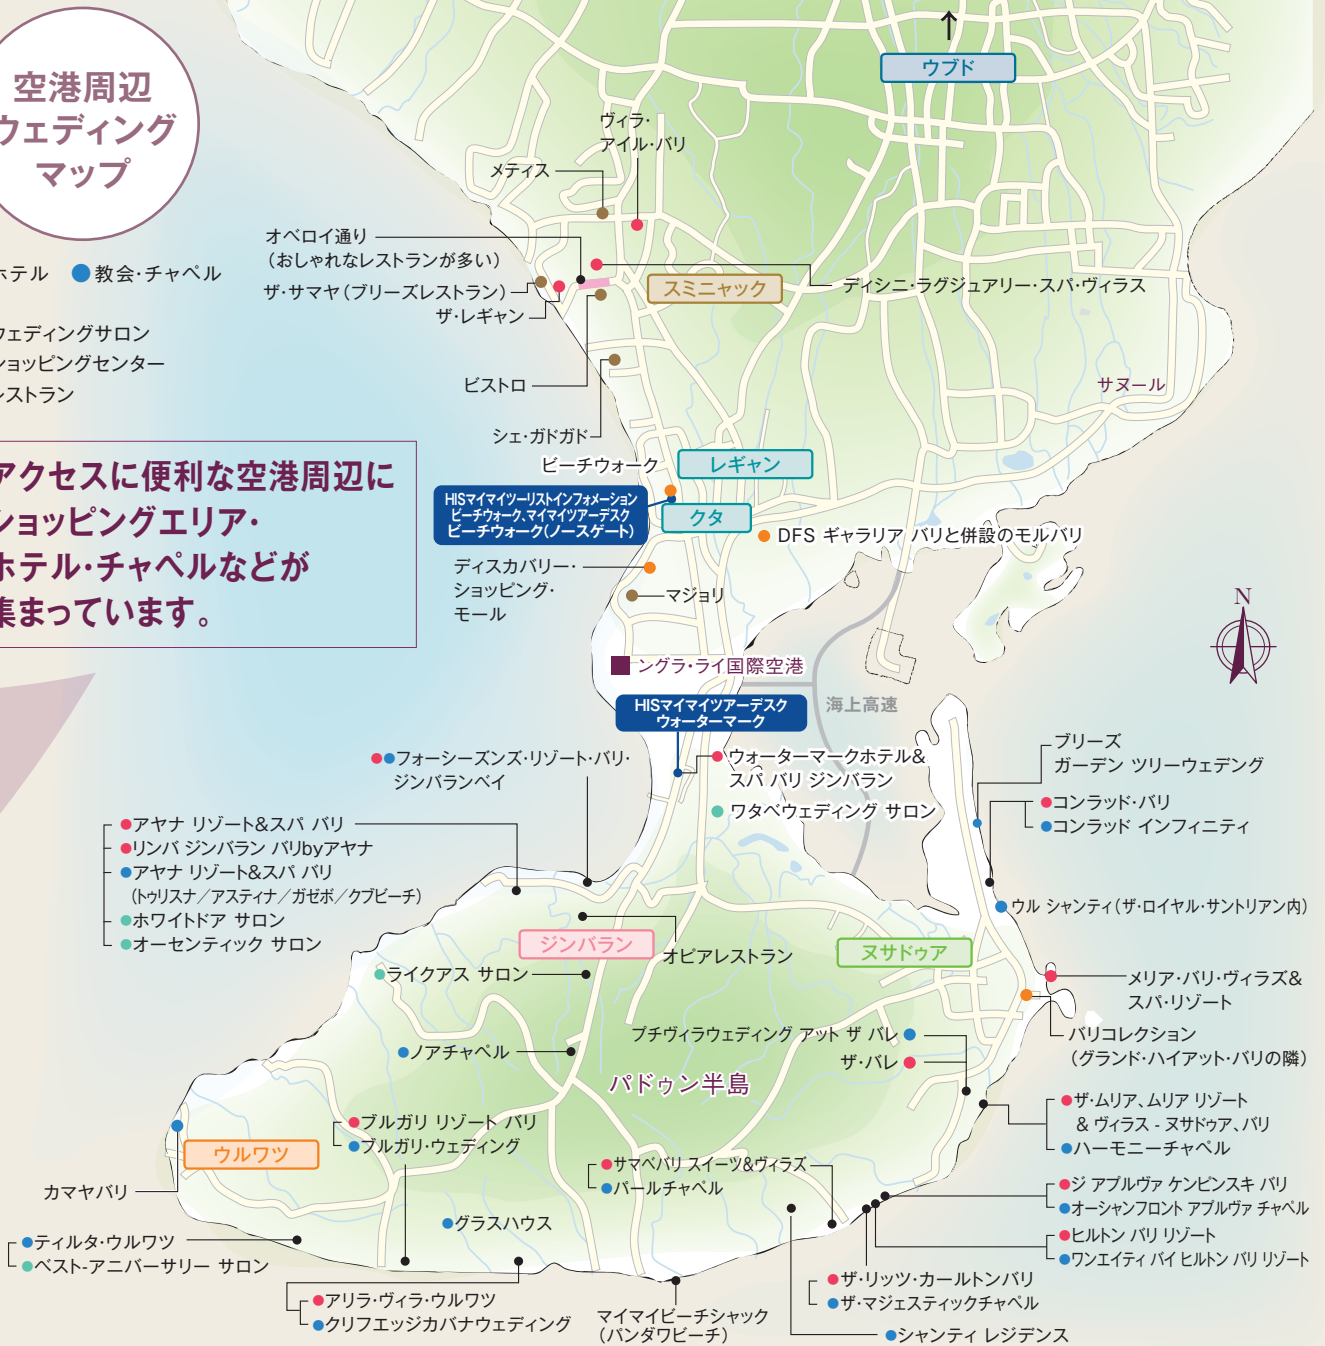 空港周辺
ウェディング
マップ
ホテル
教会・チャペル
ウェディングサロン
ショッピングセンター
レストラン
アクセスに便利な空港周辺に
ショッピングエリア・
ホテル・チャペルなどが
集まっています。
ウブド
ヴィラ・
アイル・バリ
メティス
オベロイ通り
（おしゃれなレストランが多い）
ザ・サマヤ（ブリーズレストラン）
ザ・レギャン
スミニャック
ディシニ・ラグジュアリー・スパ・ヴィラス
ビストロ
サヌール
シェ・ガドガド
ビーチウォーク
レギャン
HISマイマイツーリストインフォメーション
ビーチウォーク、マイマイツアーデスク
ビーチウォーク（ノースゲート）
クタ
DFS ギャラリア バリと併設のモルバリ
ディスカバリー・
ショッピング・
モール
マジョリ
N
ングラ・ライ国際空港
HISマイマイツアーデスク
ウォーターマーク
海上高速
フォーシーズンズ・リゾート・バリ・
ジンバランベイ
ウォーターマークホテル&
スパ バリ ジンバラン
ワタベウェディング サロン
ブリーズ
ガーデン ツリーウェデング
コンラッド・バリ
コンラッド インフィニティ
アヤナ リゾート&スパ バリ
リンバ ジンバラン バリbyアヤナ
アヤナ リゾート&スパ バリ
（トゥリスナ／アスティナ／ガゼボ／クブビーチ）
ホワイトドア サロン
オーセンティック サロン
ウル シャンティ（ザ・ロイヤル・サントリアン内）
ジンバラン
オピアレストラン
ヌサドゥア
ライクアス サロン
メリア・バリ・ヴィラズ&
スパ・リゾート
プチヴィラウェディング アット ザ バレ
ザ・バレ
バリコレクション
（グランド・ハイアット・バリの隣）
ノアチャペル
パドゥン半島
ザ・ムリア、ムリア リゾート
& ヴィラス - ヌサドゥア、バリ
ハーモニーチャペル
ブルガリ リゾート バリ
ブルガリ・ウェディング
ウルワツ
サマベバリ スイーツ&ヴィラズ
パールチャペル
カマヤバリ
ジ アプルヴァ ケンピンスキ バリ
オーシャンフロント アプルヴァ チャペル
グラスハウス
ヒルトン バリ リゾート
ワンエイティ バイ ヒルトン バリ リゾート
ティルタ・ウルワツ
ベスト-アニバーサリー サロン
アリラ・ヴィラ・ウルワツ
クリフエッジカバナウェディング
マイマイビーチシャック
（パンダワビーチ）
ザ・リッツ・カールトンバリ
ザ・マジェスティックチャペル
シャンティ レジデンス